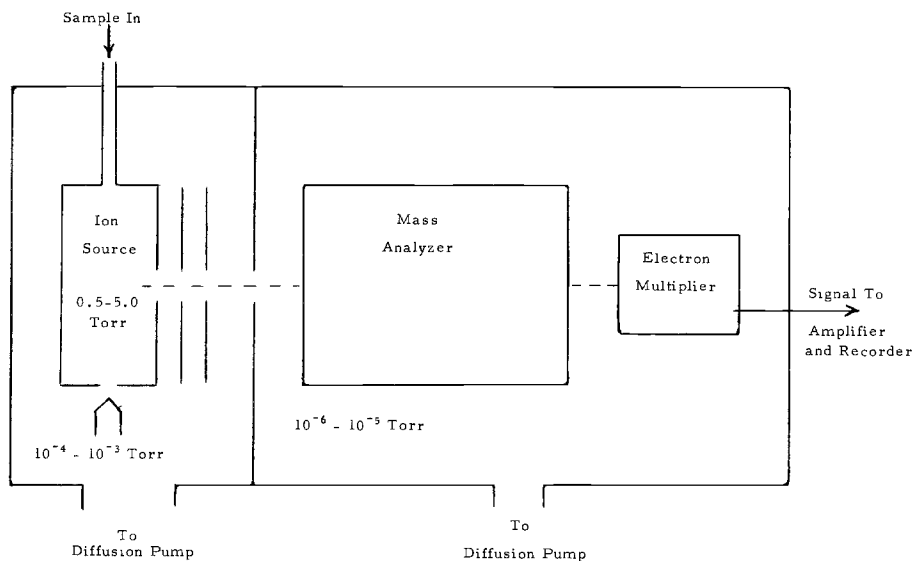 Sample In
Ion
Source
0.5-5.0
Torr
10⁻⁴ - 10⁻³ Torr
To
Diffusion Pump
Mass
Analyzer
10⁻⁶ - 10⁻⁵ Torr
To
Diffusion Pump
Electron
Multiplier
Signal To
Amplifier
and Recorder